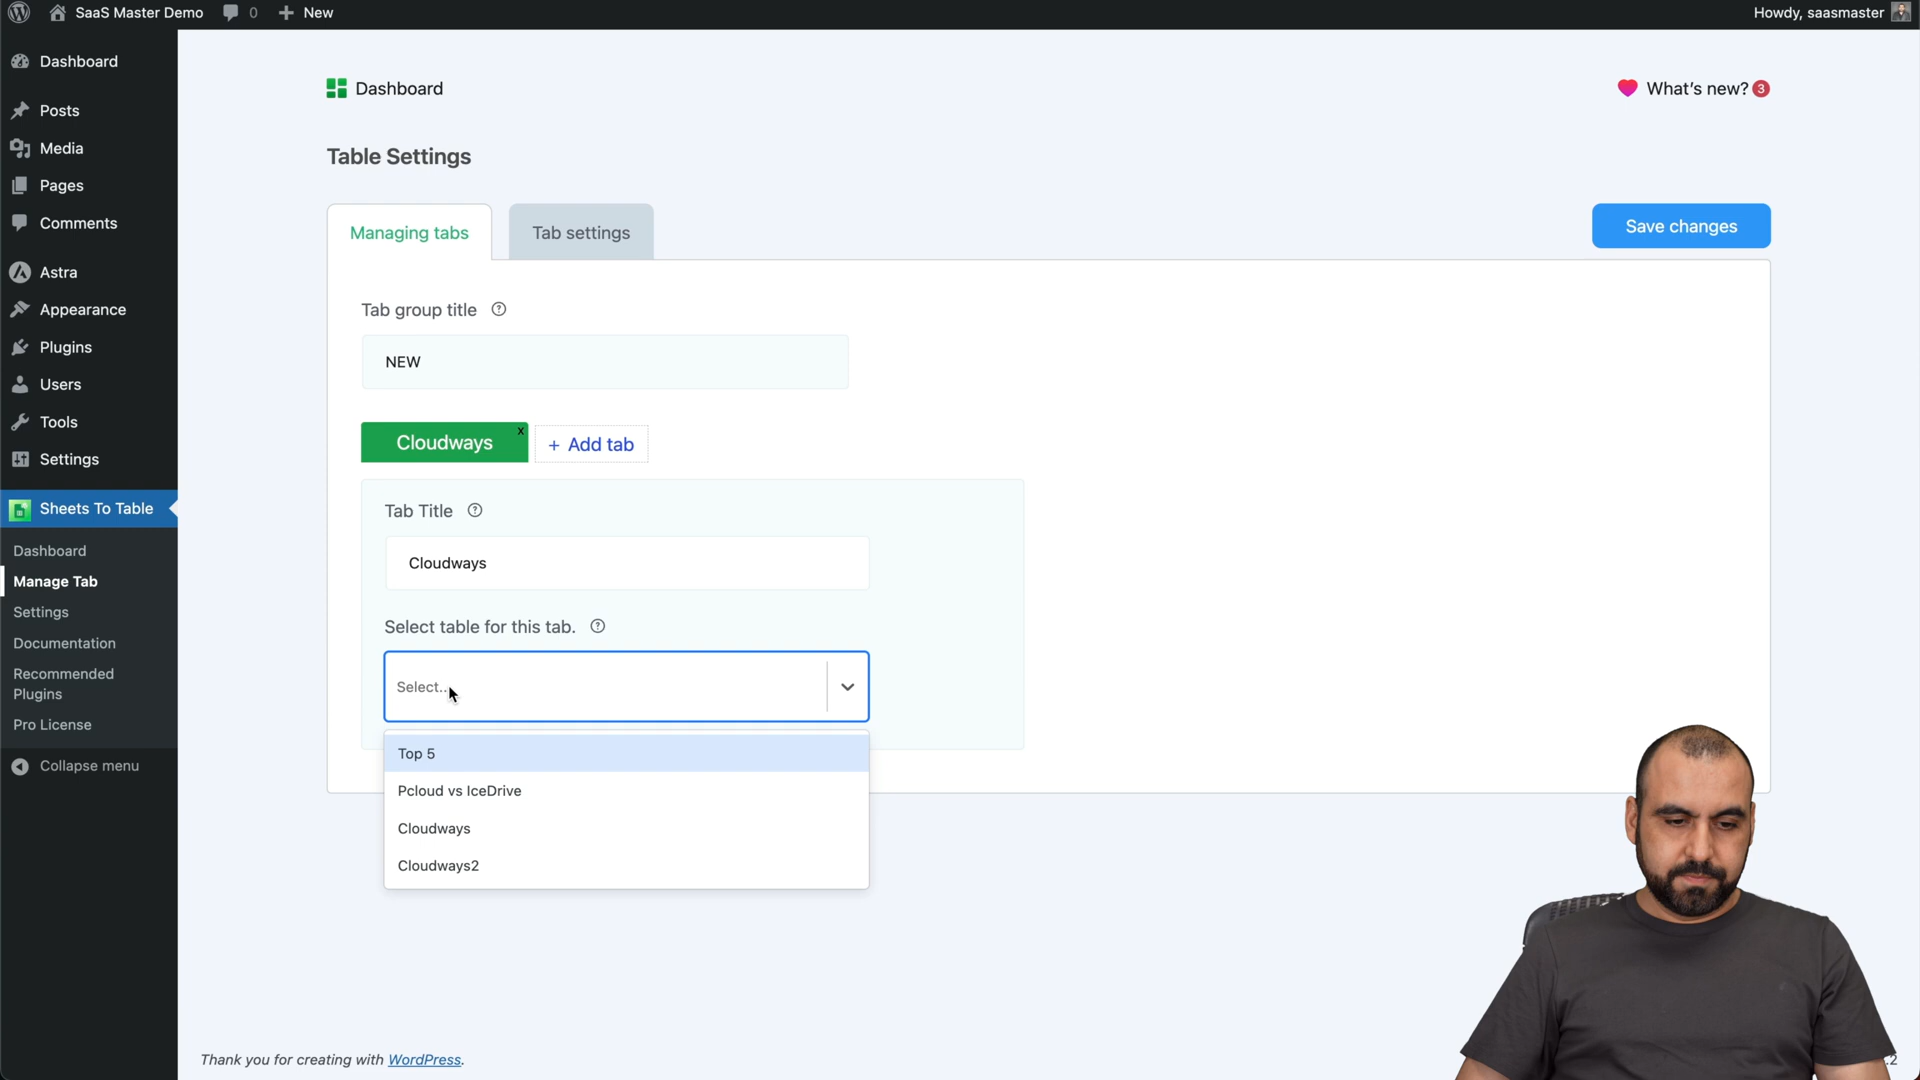 SaaS Master Demo
0
New
Howdy, saasmaster
Dashboard
Posts
Media
Pages
Comments
Astra
Appearance
Plugins
Users
Tools
Settings
Sheets To Table
Dashboard
Manage Tab
Settings
Documentation
Recommended
Plugins
Pro License
Collapse menu
Dashboard
What's new? 3
Table Settings
Managing tabs
Tab settings
Save changes
Tab group title
NEW
Cloudways x
+ Add tab
Tab Title
Cloudways
Select table for this tab.
Select...
Top 5
Pcloud vs IceDrive
Cloudways
Cloudways2
Thank you for creating with WordPress.